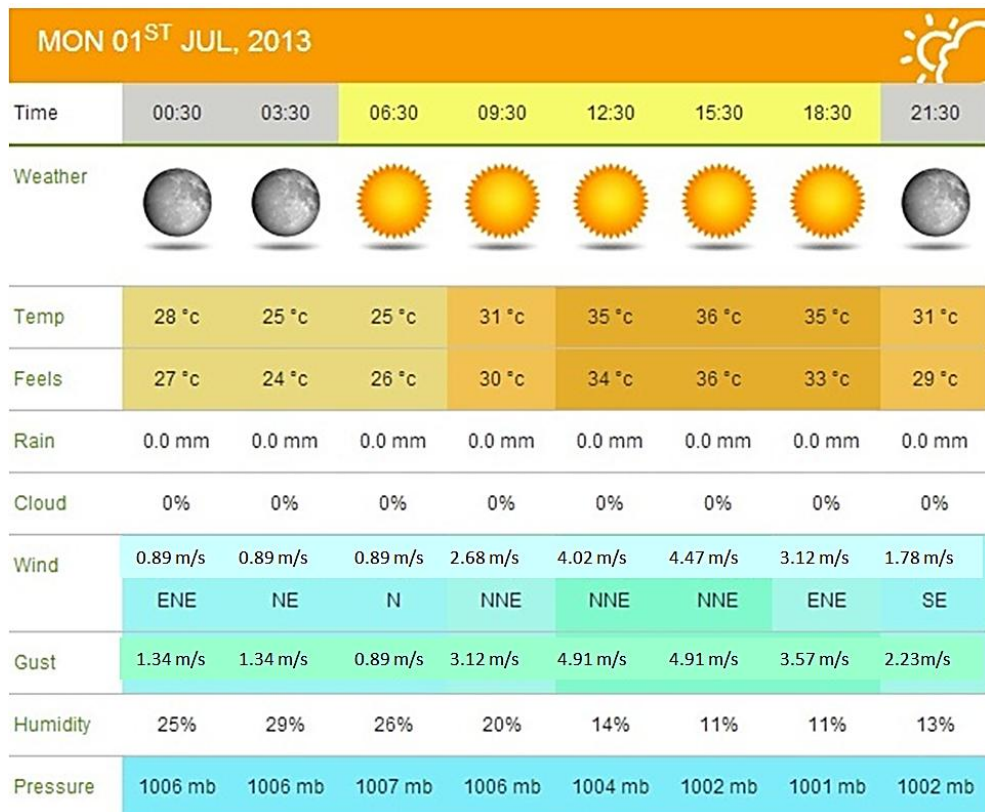 MON 01ST JUL, 2013
Time 00:30 03:30 06:30 09:30 12:30 15:30 18:30 21:30
Weather
Temp 28 °c 25 °c 25 °c 31 °c 35 °c 36 °c 35 °c 31 °c
Feels 27 °c 24 °c 26 °c 30 °c 34 °c 36 °c 33 °c 29 °c
Rain 0.0 mm 0.0 mm 0.0 mm 0.0 mm 0.0 mm 0.0 mm 0.0 mm 0.0 mm
Cloud 0% 0% 0% 0% 0% 0% 0% 0%
Wind 0.89 m/s 0.89 m/s 0.89 m/s 2.68 m/s 4.02 m/s 4.47 m/s 3.12 m/s 1.78 m/s
ENE NE N NNE NNE NNE ENE SE
Gust 1.34 m/s 1.34 m/s 0.89 m/s 3.12 m/s 4.91 m/s 4.91 m/s 3.57 m/s 2.23m/s
Humidity 25% 29% 26% 20% 14% 11% 11% 13%
Pressure 1006 mb 1006 mb 1007 mb 1006 mb 1004 mb 1002 mb 1001 mb 1002 mb